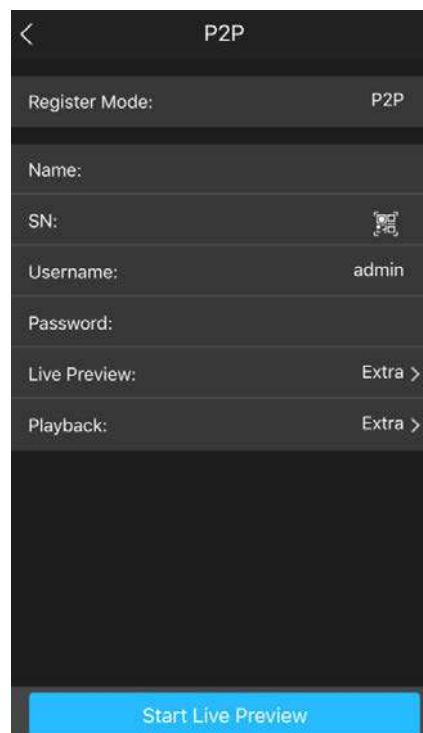 P2P
Register Mode: P2P
Name:
SN:
Username: admin
Password:
Live Preview: Extra >
Playback: Extra >
Start Live Preview